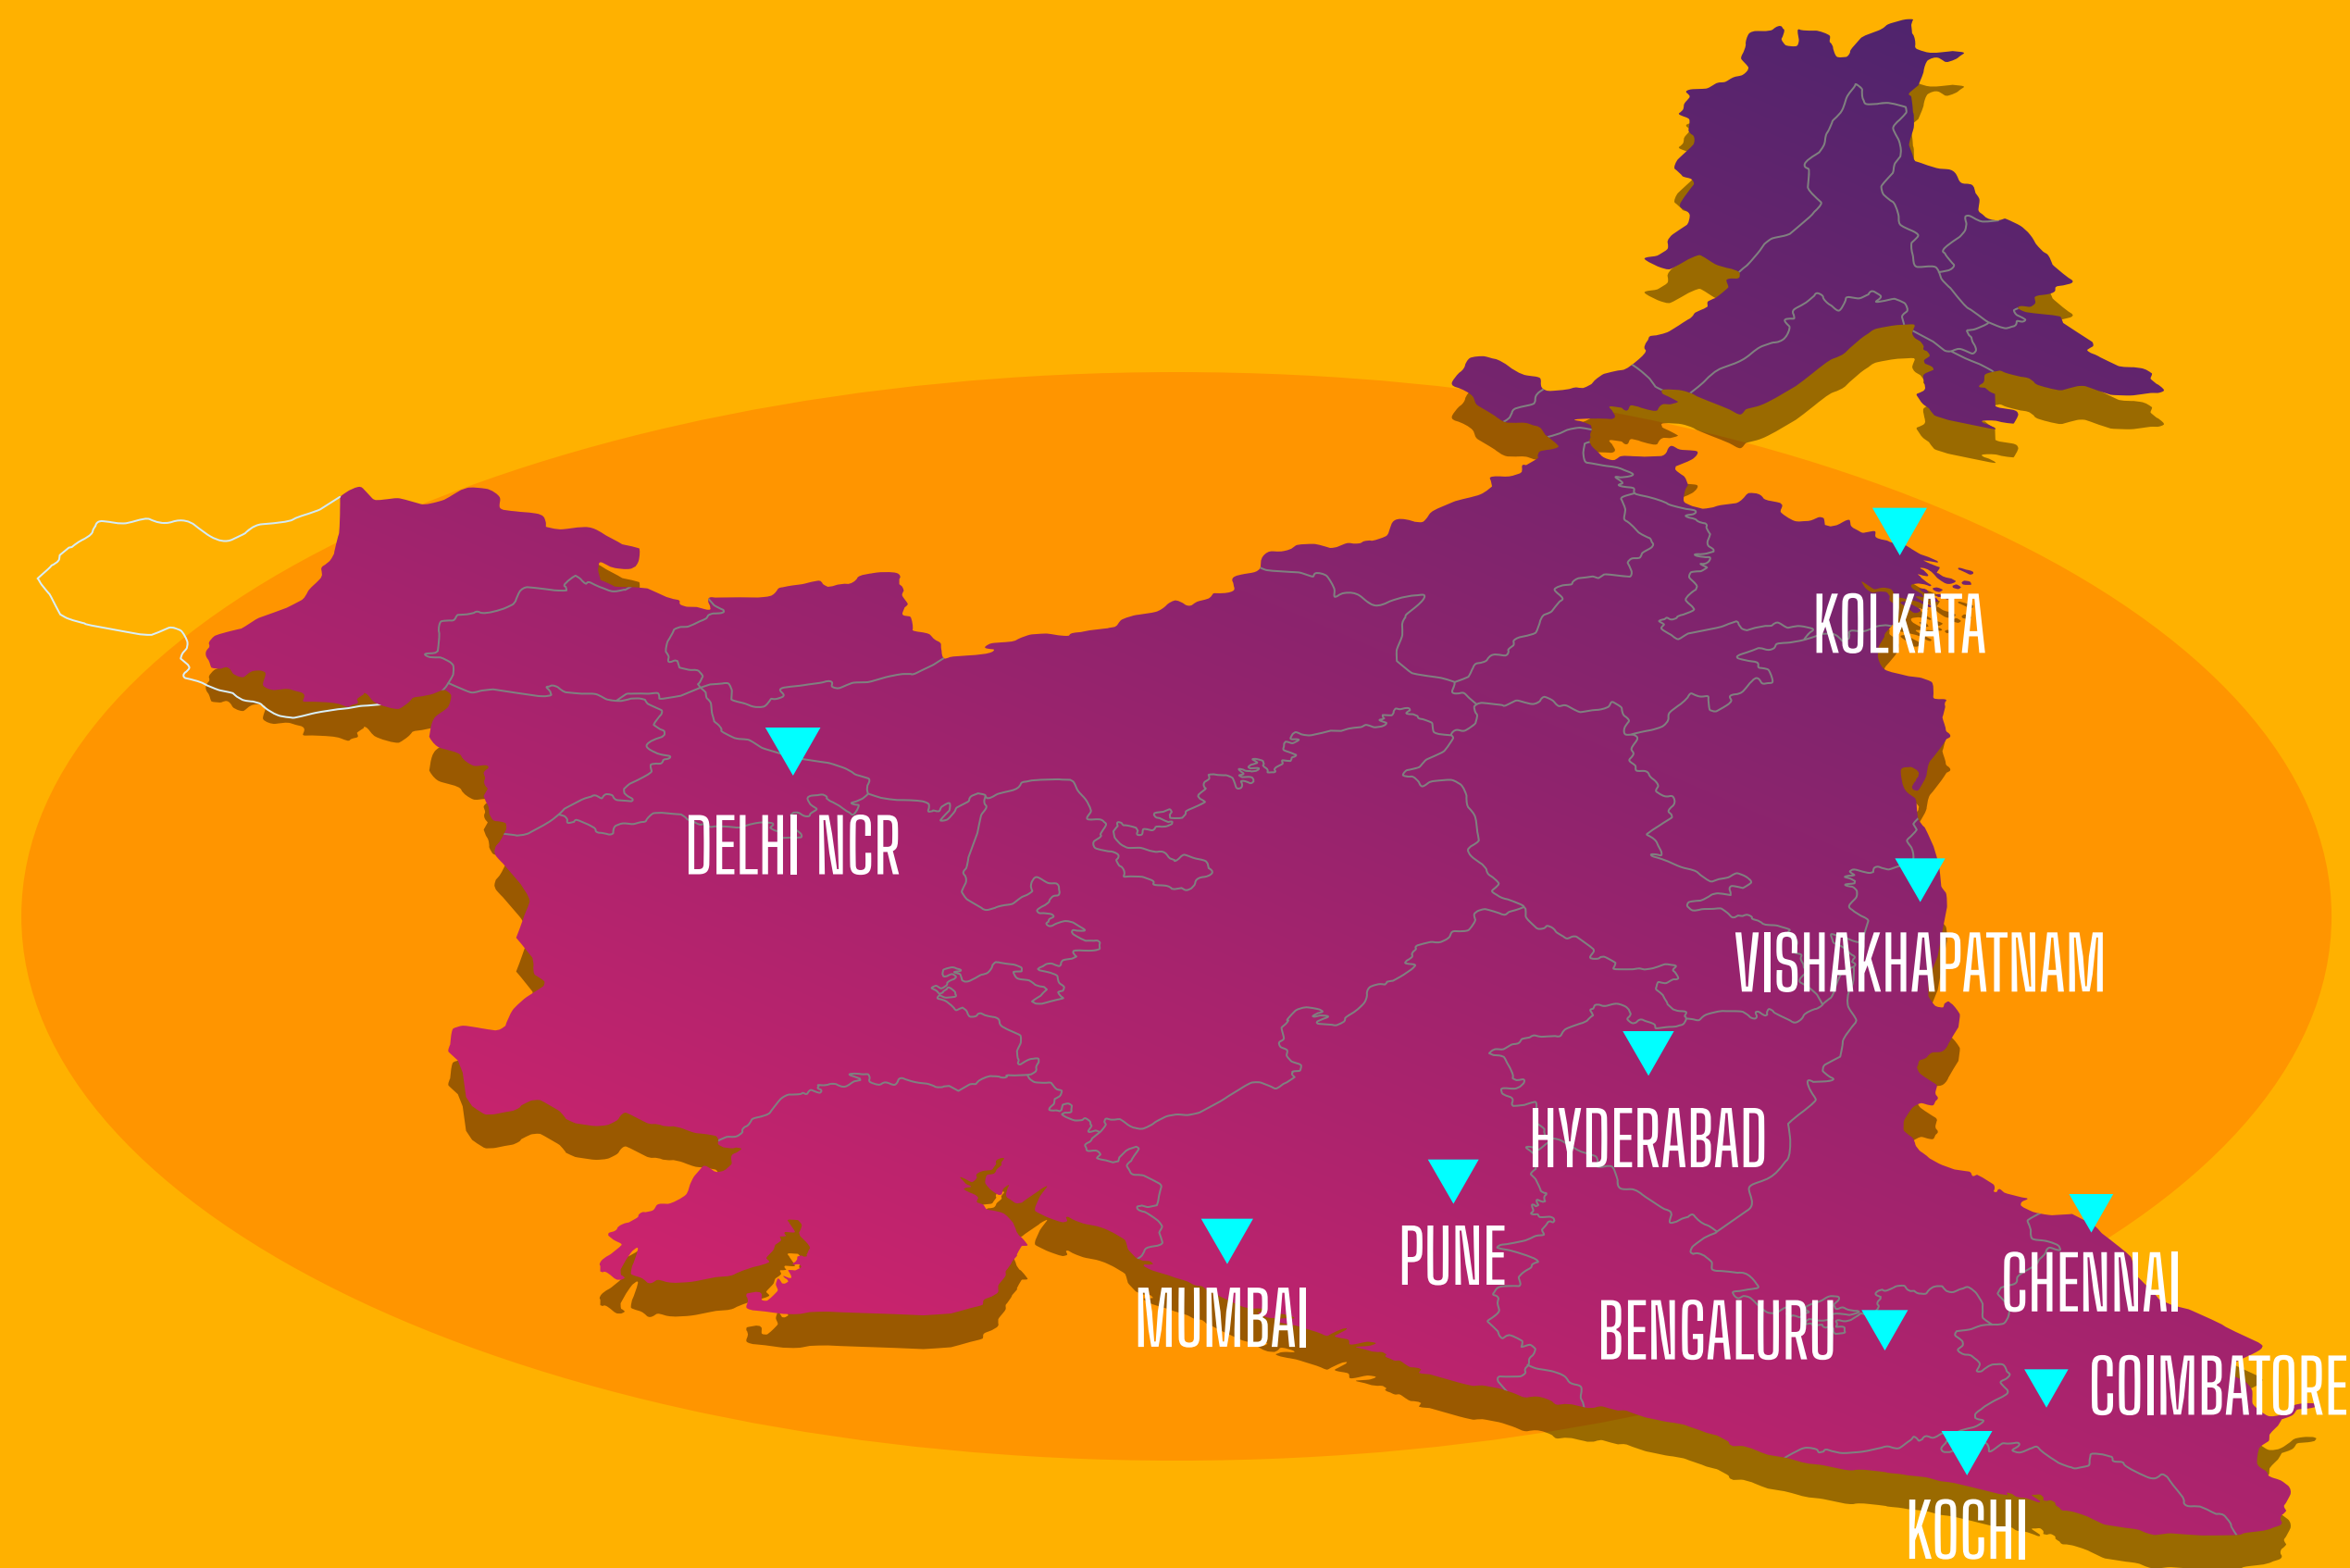 KOLKATA
DELHI NCR
VISHAKHAPATNAM
HYDERABAD
PUNE
MUMBAI
CHENNAI
BENGALURU
COIMBATORE
KOCHI